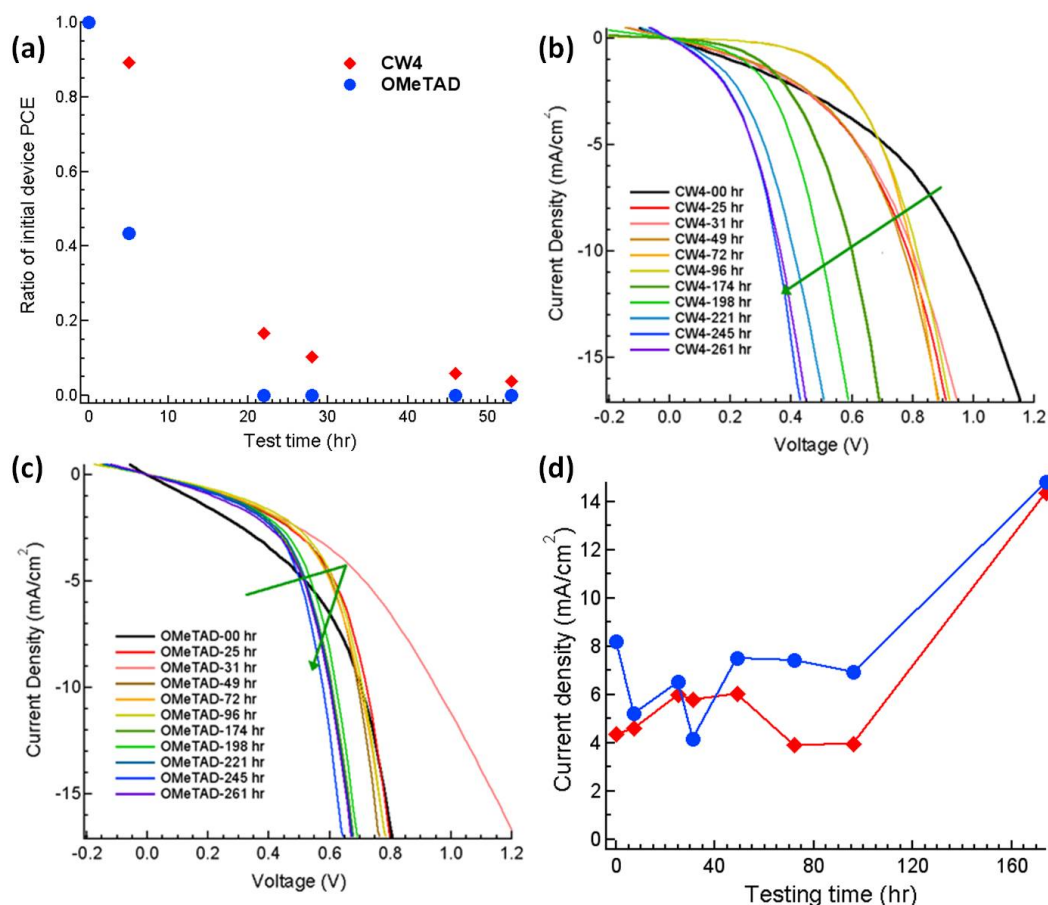 (a)
1.0
0.8
0.6
0.4
0.2
0.0
Ratio of initial device PCE
CW4
OMeTAD
0 10 20 30 40 50
Test time (hr)
(b)
0
-5
-10
-15
Current Density (mA/cm2)
CW4-00 hr
CW4-25 hr
CW4-31 hr
CW4-49 hr
CW4-72 hr
CW4-96 hr
CW4-174 hr
CW4-198 hr
CW4-221 hr
CW4-245 hr
CW4-261 hr
-0.2 0.0 0.2 0.4 0.6 0.8 1.0 1.2
Voltage (V)
(c)
0
-5
-10
-15
Current Density (mA/cm2)
OMeTAD-00 hr
OMeTAD-25 hr
OMeTAD-31 hr
OMeTAD-49 hr
OMeTAD-72 hr
OMeTAD-96 hr
OMeTAD-174 hr
OMeTAD-198 hr
OMeTAD-221 hr
OMeTAD-245 hr
OMeTAD-261 hr
-0.2 0.0 0.2 0.4 0.6 0.8 1.0 1.2
Voltage (V)
(d)
14
12
10
8
6
4
2
0
Current density (mA/cm2)
0 40 80 120 160
Testing time (hr)